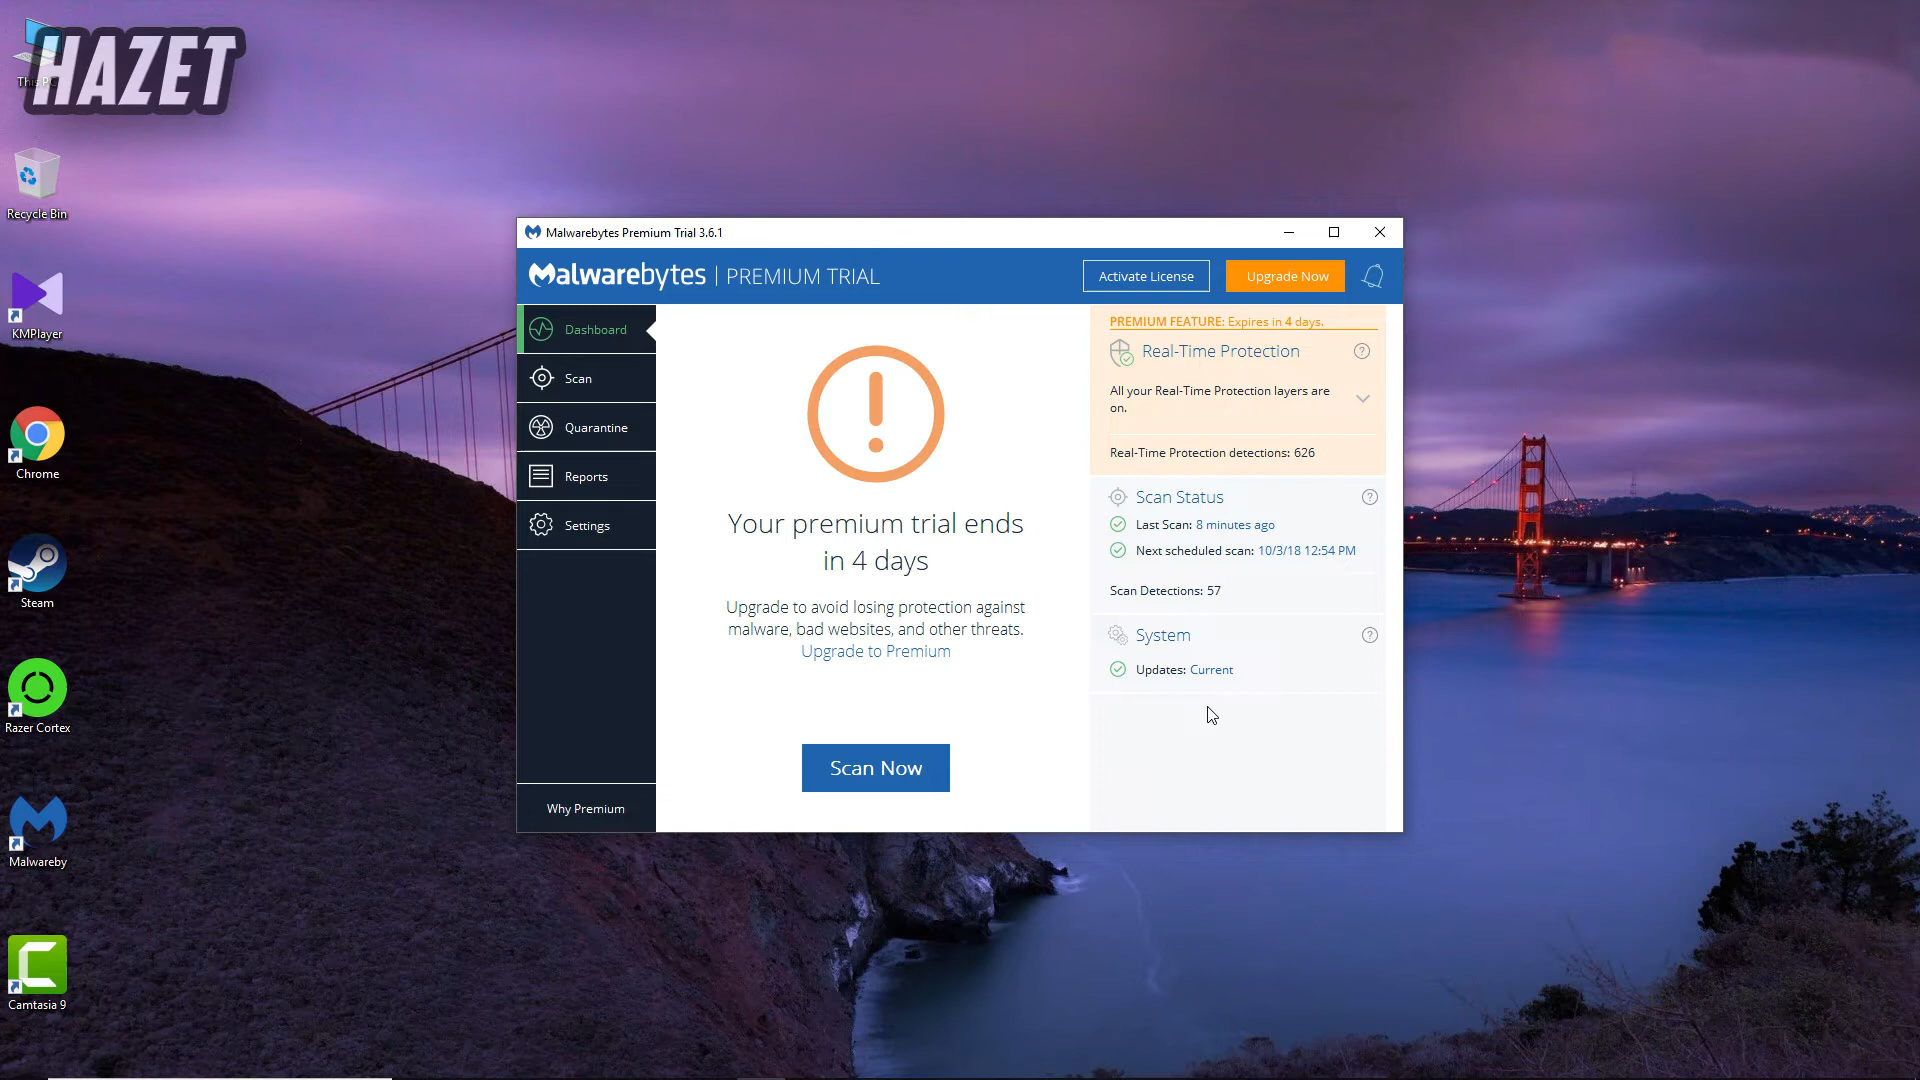 HAZET
This PC
Recycle Bin
KMPlayer
Chrome
Steam
Razer Cortex
Malwareby
Camtasia 9
Malwarebytes Premium Trial 3.6.1
Malwarebytes | PREMIUM TRIAL
Activate License
Upgrade Now
Dashboard
Scan
Quarantine
Reports
Settings
Why Premium
Your premium trial ends
in 4 days
Upgrade to avoid losing protection against
malware, bad websites, and other threats.
Upgrade to Premium
Scan Now
PREMIUM FEATURE: Expires in 4 days.
Real-Time Protection
?
All your Real-Time Protection layers are
on.
Real-Time Protection detections: 626
Scan Status
?
Last Scan: 8 minutes ago
Next scheduled scan: 10/3/18 12:54 PM
Scan Detections: 57
System
?
Updates: Current